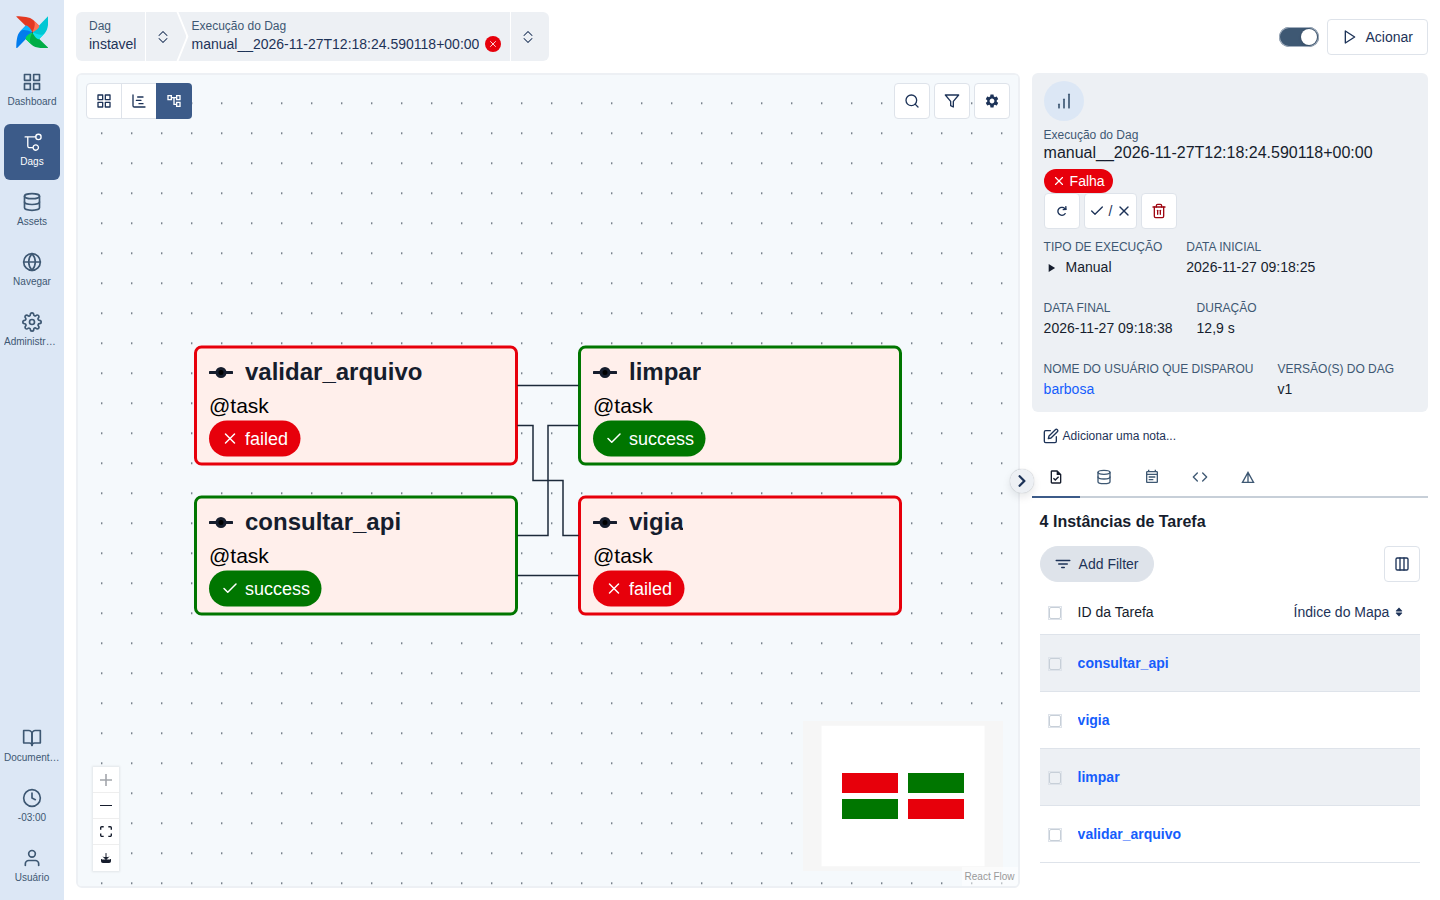 Dag
instavel
Execução do Dag
manual__2026-11-27T12:18:24.590118+00:00
Acionar
Dashboard
Dags
Assets
Navegar
Administr…
Document…
-03:00
Usuário
validar_arquivo
@task
failed
limpar
@task
success
consultar_api
@task
success
vigia
@task
failed
React Flow
Execução do Dag
manual__2026-11-27T12:18:24.590118+00:00
Falha
/
TIPO DE EXECUÇÃO
DATA INICIAL
Manual
2026-11-27 09:18:25
DATA FINAL
DURAÇÃO
2026-11-27 09:18:38
12,9 s
NOME DO USUÁRIO QUE DISPAROU
VERSÃO(S) DO DAG
barbosa
v1
Adicionar uma nota...
4 Instâncias de Tarefa
Add Filter
ID da Tarefa
Índice do Mapa
consultar_api
vigia
limpar
validar_arquivo